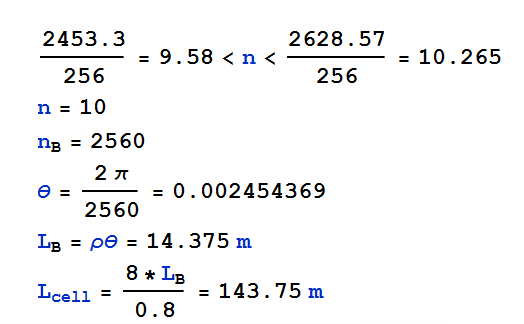 2453.3/256 = 9.58 < n < 2628.57/256 = 10.265
n = 10
n_B = 2560
θ = 2 π/2560 = 0.002454369
L_B = ρθ = 14.375 m
L_cell = 8 * L_B/0.8 = 143.75 m